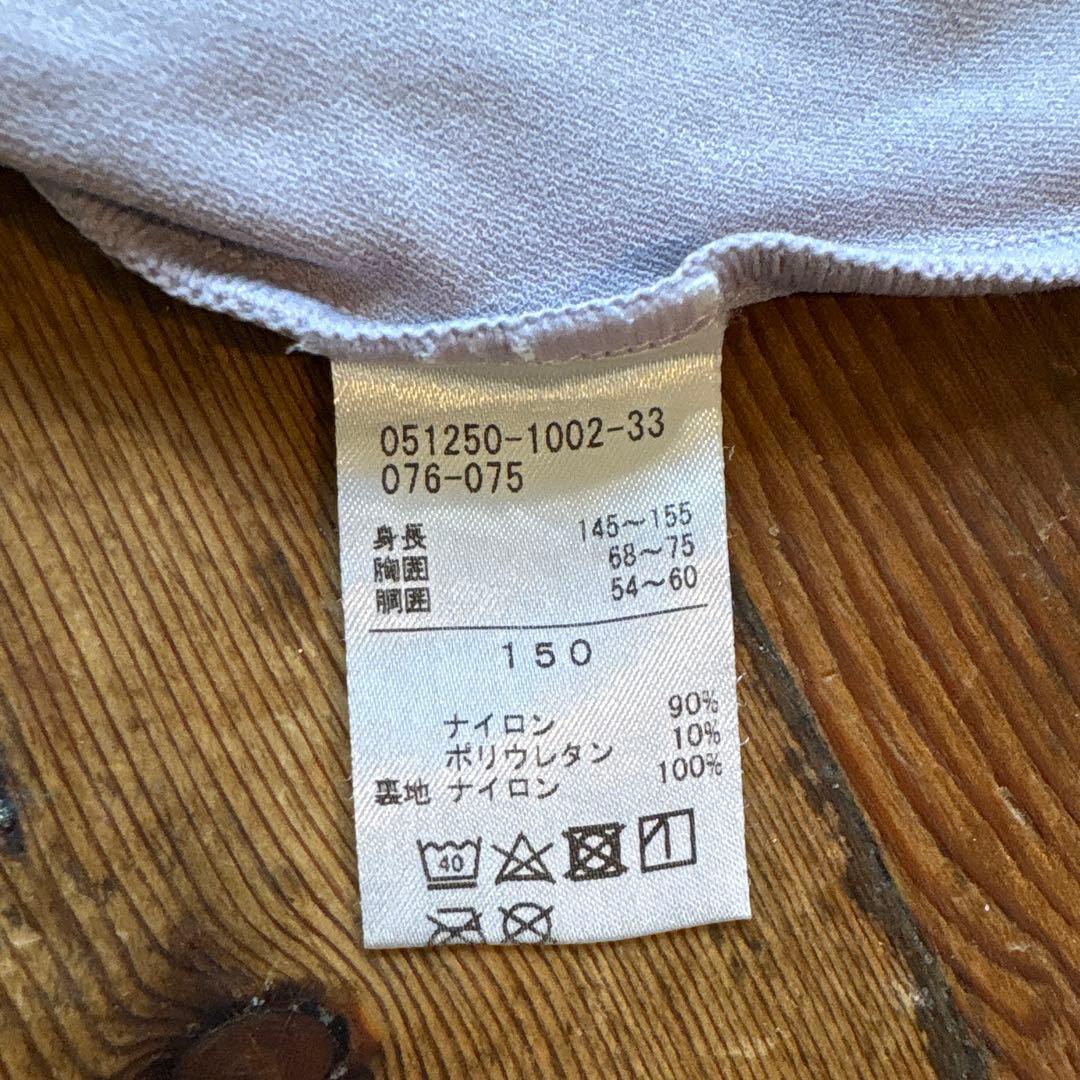 051250-1002-33
076-075
身長 145～155
胸囲 68～75
胴囲 54～60
150
ナイロン 90%
ポリウレタン 10%
裏地 ナイロン 100%
40